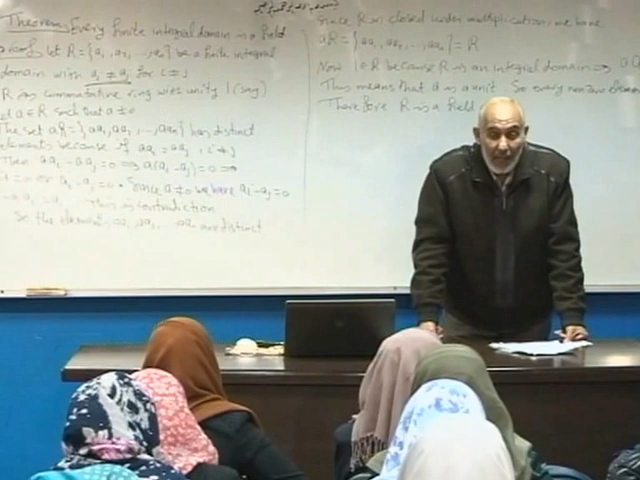 Theorem: Every finite integral domain is a field
Proof: Let R = {a₁, a₂, ..., aₙ} be a finite integral
domain with aᵢ ≠ aⱼ for i ≠ j
R is commutative ring with unity 1 (say)
let a ∈ R such that a ≠ 0
The set aR = {aa₁, aa₂, ..., aaₙ} has distinct
elements because if aaᵢ = aaⱼ, i ≠ j
Then aaᵢ - aaⱼ = 0 ⇒ a(aᵢ - aⱼ) = 0 ⇒
aᵢ - aⱼ = 0. Since a ≠ 0 we have aᵢ - aⱼ = 0
This is contradiction
So the elements aa₁, aa₂, ... aaₙ are distinct
Since R is closed under multiplication, we have
aR = {aa₁, aa₂, ..., aaₙ} = R
Now 1 ∈ R because R is an integral domain ⇒
Thus means that a is a unit. So every non zero
Therefore R is a field